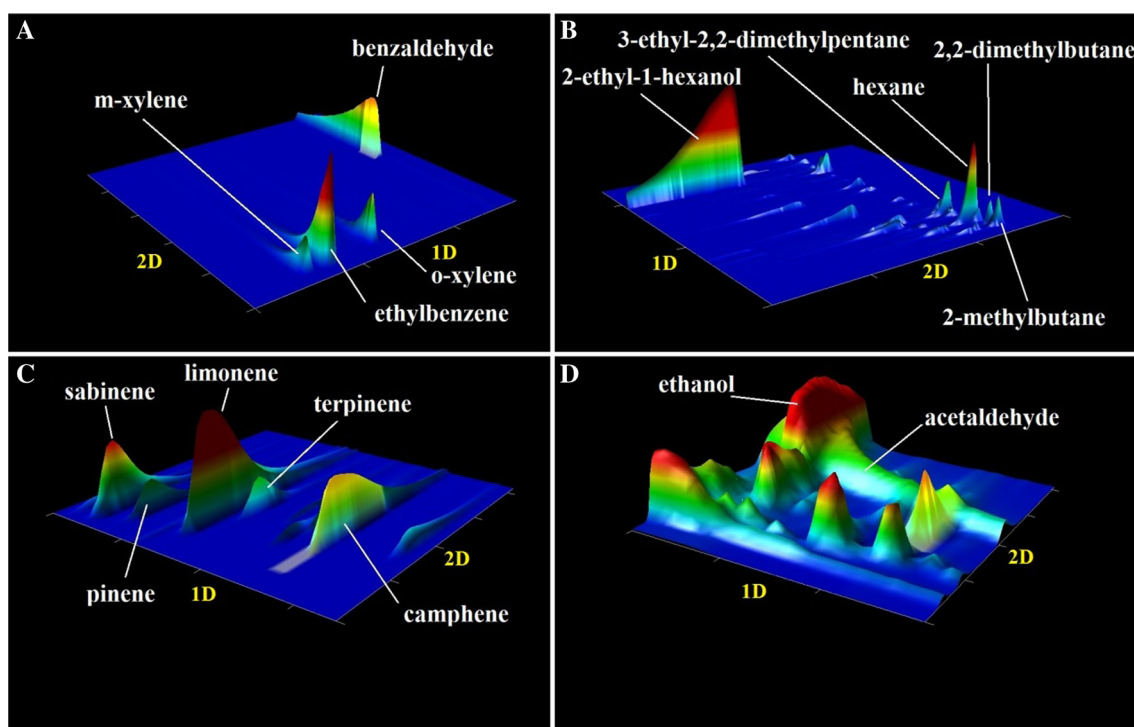 A
benzaldehyde
m-xylene
2D
1D
o-xylene
ethylbenzene
B
3-ethyl-2,2-dimethylpentane
2,2-dimethylbutane
2-ethyl-1-hexanol
hexane
1D
2D
2-methylbutane
C
limonene
sabinene
terpinene
2D
1D
pinene
camphene
D
ethanol
acetaldehyde
2D
1D